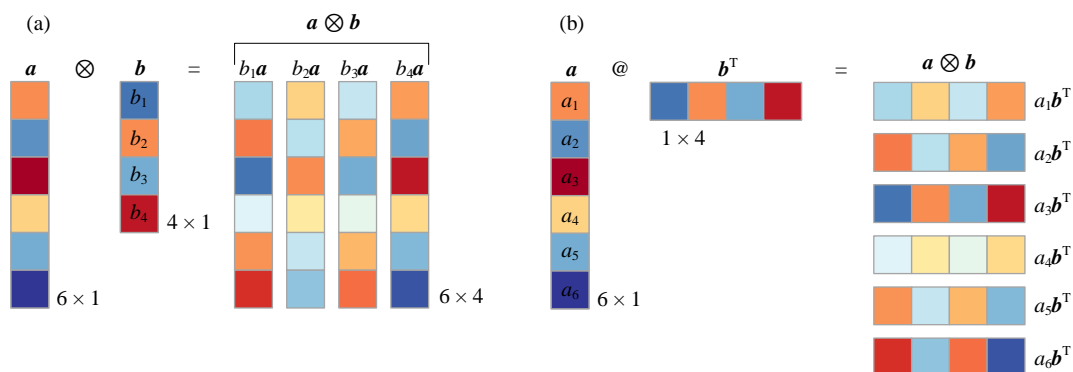 (a)
a ⊗ b
a ⊗ b = b₁a b₂a b₃a b₄a
b₁
b₂
b₃
b₄
4 × 1
6 × 1
6 × 4
(b)
a @ bᵀ = a ⊗ b
a₁
a₂
a₃
a₄
a₅
a₆
6 × 1
1 × 4
a₁bᵀ
a₂bᵀ
a₃bᵀ
a₄bᵀ
a₅bᵀ
a₆bᵀ